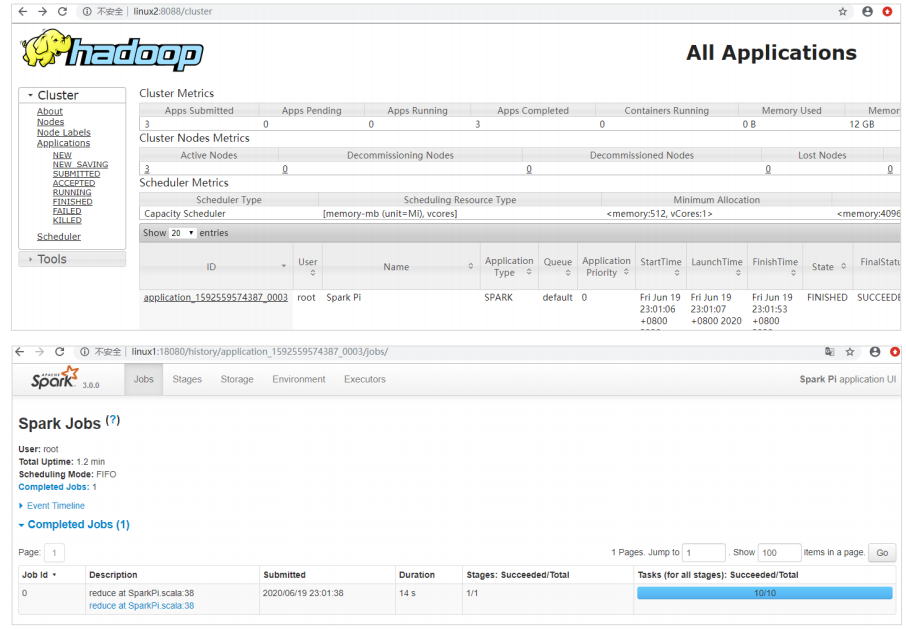 不安全 | linux2:8088/cluster
hadoop
All Applications
Cluster
About
Nodes
Node Labels
Applications
NEW
NEW_SAVING
SUBMITTED
ACCEPTED
RUNNING
FINISHED
FAILED
KILLED
Scheduler
Tools
Cluster Metrics
Apps Submitted Apps Pending Apps Running Apps Completed Containers Running Memory Used Memor
3 0 0 3 0 0 B 12 GB
Cluster Nodes Metrics
Active Nodes Decommissioning Nodes Decommissioned Nodes Lost Nodes
3 0 0 0 0
Scheduler Metrics
Scheduler Type Scheduling Resource Type Minimum Allocation
Capacity Scheduler [memory-mb (unit=Mi), vcores] <memory:512, vCores:1> <memory:4096
Show 20 entries
ID User Name Application Type Queue Application Priority StartTime LaunchTime FinishTime State FinalStatu
application_1592559574387_0003 root Spark Pi SPARK default 0 Fri Jun 19 Fri Jun 19 Fri Jun 19 FINISHED SUCCEEDE
23:01:06 23:01:07 23:01:53
+0800 +0800 2020 +0800
不安全 | linux1:18080/history/application_1592559574387_0003/jobs/
APACHE Spark 3.0.0 Jobs Stages Storage Environment Executors Spark Pi application UI
Spark Jobs (?)
User: root
Total Uptime: 1.2 min
Scheduling Mode: FIFO
Completed Jobs: 1
Event Timeline
Completed Jobs (1)
Page: 1 1 Pages. Jump to 1 . Show 100 items in a page. Go
Job Id Description Submitted Duration Stages: Succeeded/Total Tasks (for all stages): Succeeded/Total
0 reduce at SparkPi.scala:38 2020/06/19 23:01:38 14 s 1/1 10/10
reduce at SparkPi.scala:38